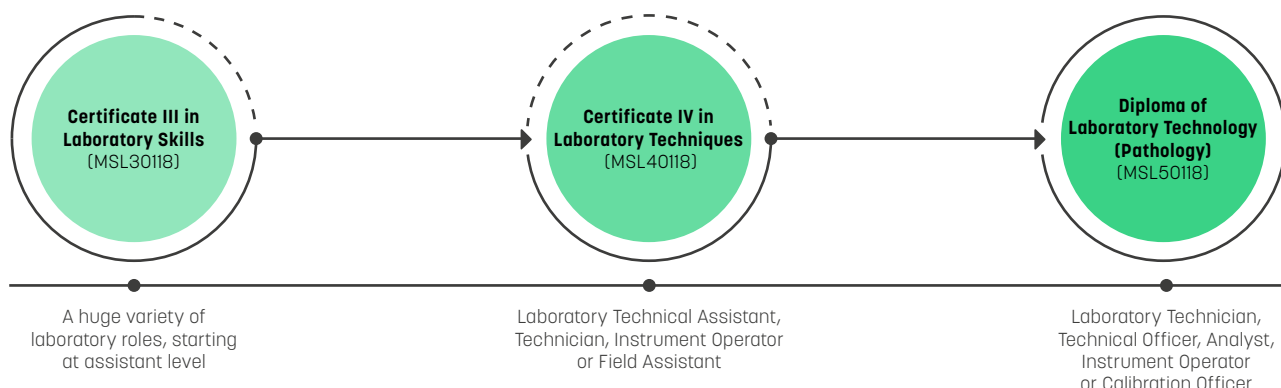 Certificate III in
Laboratory Skills
(MSL30118)
Certificate IV in
Laboratory Techniques
(MSL40118)
Diploma of
Laboratory Technology
(Pathology)
(MSL50118)
A huge variety of
laboratory roles, starting
at assistant level
Laboratory Technical Assistant,
Technician, Instrument Operator
or Field Assistant
Laboratory Technician,
Technical Officer, Analyst,
Instrument Operator
or Calibration Officer